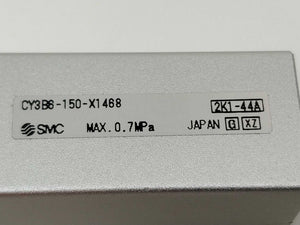 CY3B6-150-X1468 2K1-44A
SMC MAX. 0.7MPa JAPAN G XZ